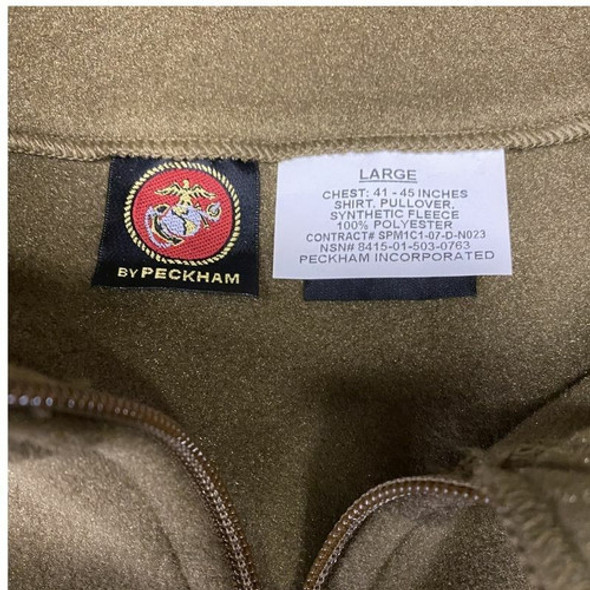 BY PECKHAM
LARGE
CHEST: 41 - 45 INCHES
SHIRT, PULLOVER,
SYNTHETIC FLEECE
100% POLYESTER
CONTRACT# SPM1C1-07-D-N023
NSN# 8415-01-503-0763
PECKHAM INCORPORATED